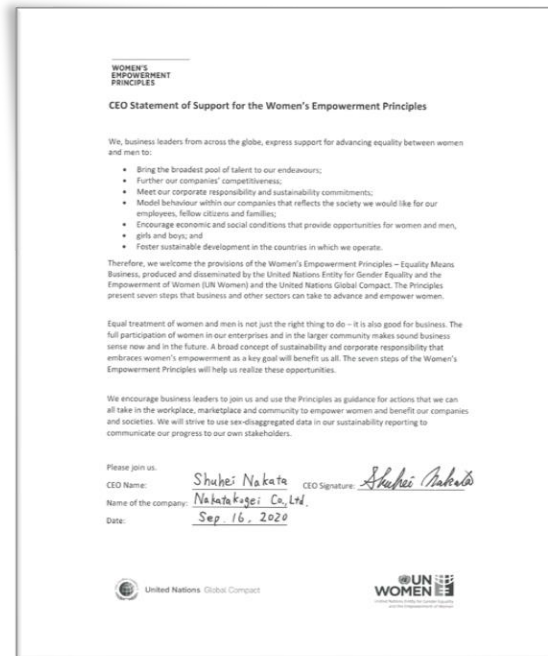 WOMEN'S
EMPOWERMENT
PRINCIPLES
CEO Statement of Support for the Women's Empowerment Principles
We, business leaders from across the globe, express support for advancing equality between women
and men to:
• Bring the broadest pool of talent to our endeavours;
• Further our companies' competitiveness;
• Meet our corporate responsibility and sustainability commitments;
• Model behaviour within our companies that reflects the society we would like for our
employees, fellow citizens and families;
• Encourage economic and social conditions that provide opportunities for women and men,
• girls and boys; and
• Foster sustainable development in the countries in which we operate.
Therefore, we welcome the provisions of the Women's Empowerment Principles – Equality Means
Business, produced and disseminated by the United Nations Entity for Gender Equality and the
Empowerment of Women (UN Women) and the United Nations Global Compact. The Principles
present seven steps that business and other sectors can take to advance and empower women.
Equal treatment of women and men is not just the right thing to do – it is also good for business. The
full participation of women in our enterprises and in the larger community makes sound business
sense now and in the future. A broad concept of sustainability and corporate responsibility that
embraces women's empowerment as a key goal will benefit us all. The seven steps of the Women's
Empowerment Principles will help us realize these opportunities.
We encourage business leaders to join us and use the Principles as guidance for actions that we can
all take in the workplace, marketplace and community to empower women and benefit our companies
and societies. We will strive to use sex-disaggregated data in our sustainability reporting to
communicate our progress to our own stakeholders.
Please join us.
CEO Name: Shuhei Nakata CEO Signature: Shuhei Nakata
Name of the company: Nakatakogei Co., Ltd.
Date: Sep. 16, 2020
United Nations Global Compact
UN
WOMEN
United Nations Entity for Gender Equality
and the Empowerment of Women